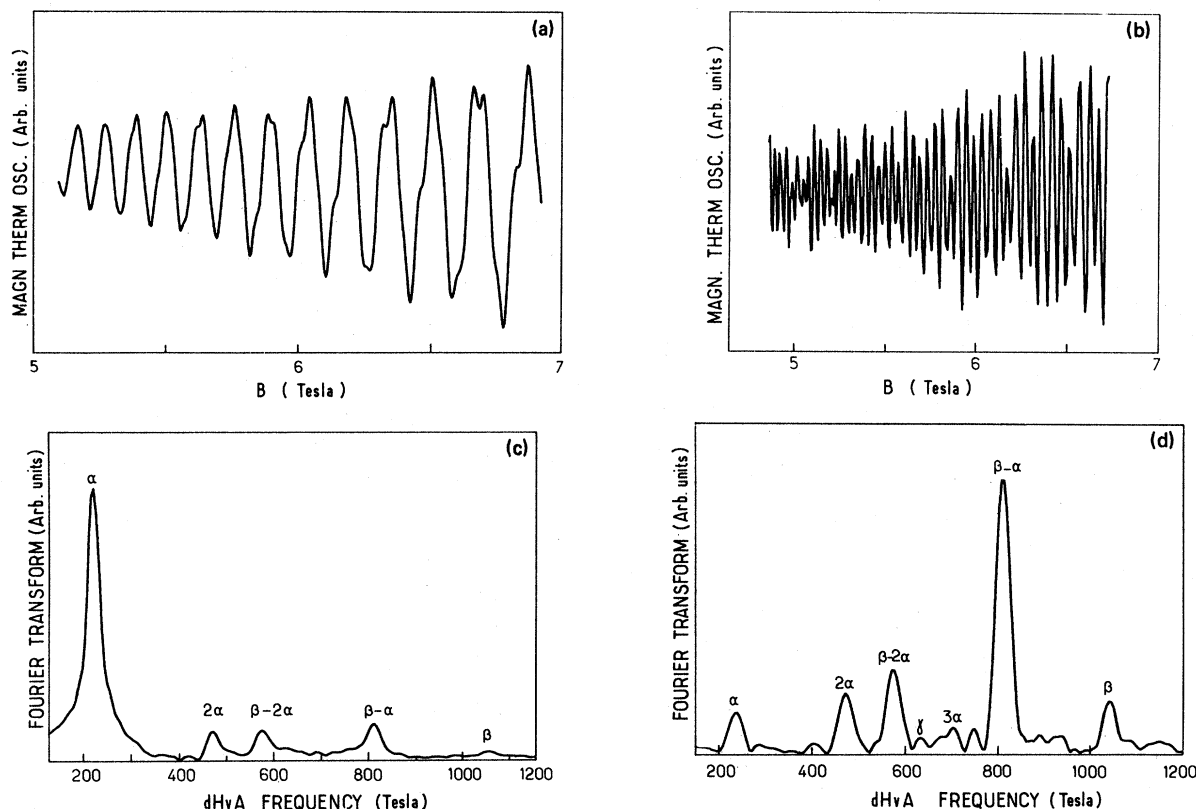 (a)
MAGN THERM OSC. (Arb. units)
5 6 7
B ( Tesla )
(b)
MAGN. THERM OSC. (Arb. units)
5 6 7
B ( Tesla )
(c)
FOURIER TRANSFORM (Arb. units)
α
2α
β-2α
β-α
β
200 400 600 800 1000 1200
dHvA FREQUENCY (Tesla)
(d)
FOURIER TRANSFORM (Arb. units)
α
2α
β-2α
γ
3α
β-α
β
200 400 600 800 1000 1200
dHvA FREQUENCY (Tesla)